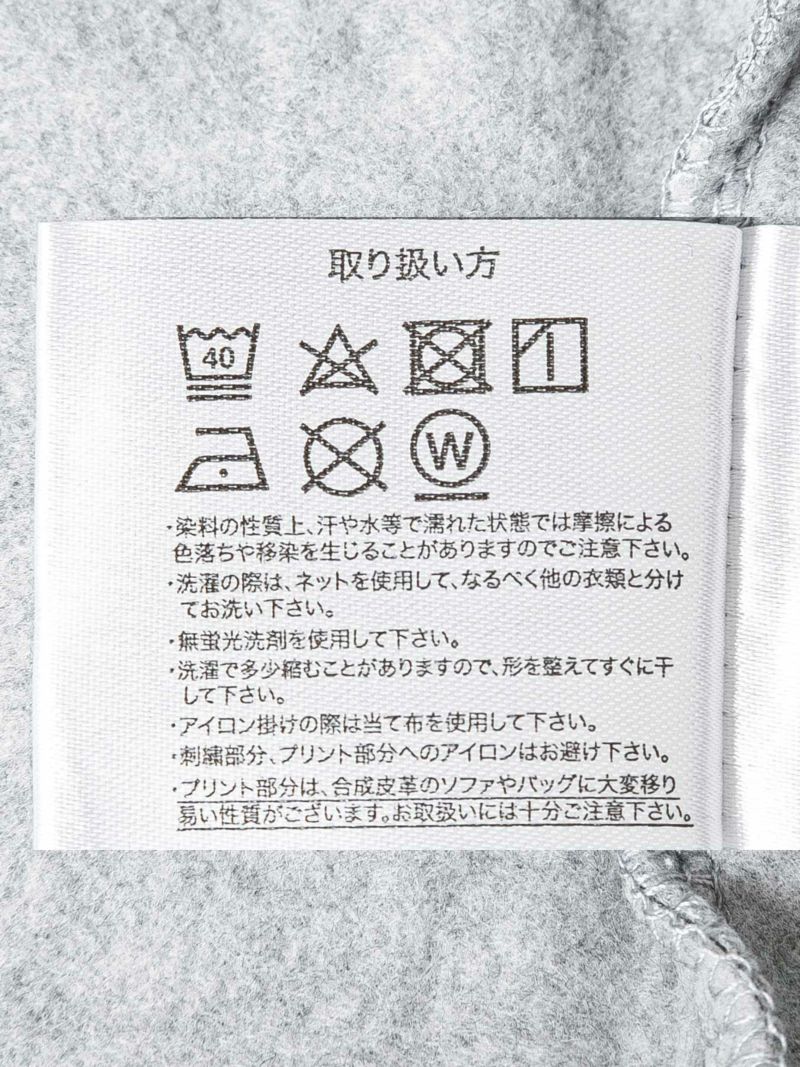 取り扱い方
40
W
・染料の性質上、汗や水等で濡れた状態では摩擦による
色落ちや移染を生じることがありますのでご注意下さい。
・洗濯の際は、ネットを使用して、なるべく他の衣類と分け
てお洗い下さい。
・無蛍光洗剤を使用して下さい。
・洗濯で多少縮むことがありますので、形を整えてすぐに干
して下さい。
・アイロン掛けの際は当て布を使用して下さい。
・刺繍部分、プリント部分へのアイロンはお避け下さい。
・プリント部分は、合成皮革のソファやバッグに大変移り
易い性質がございます。お取扱いには十分ご注意下さい。